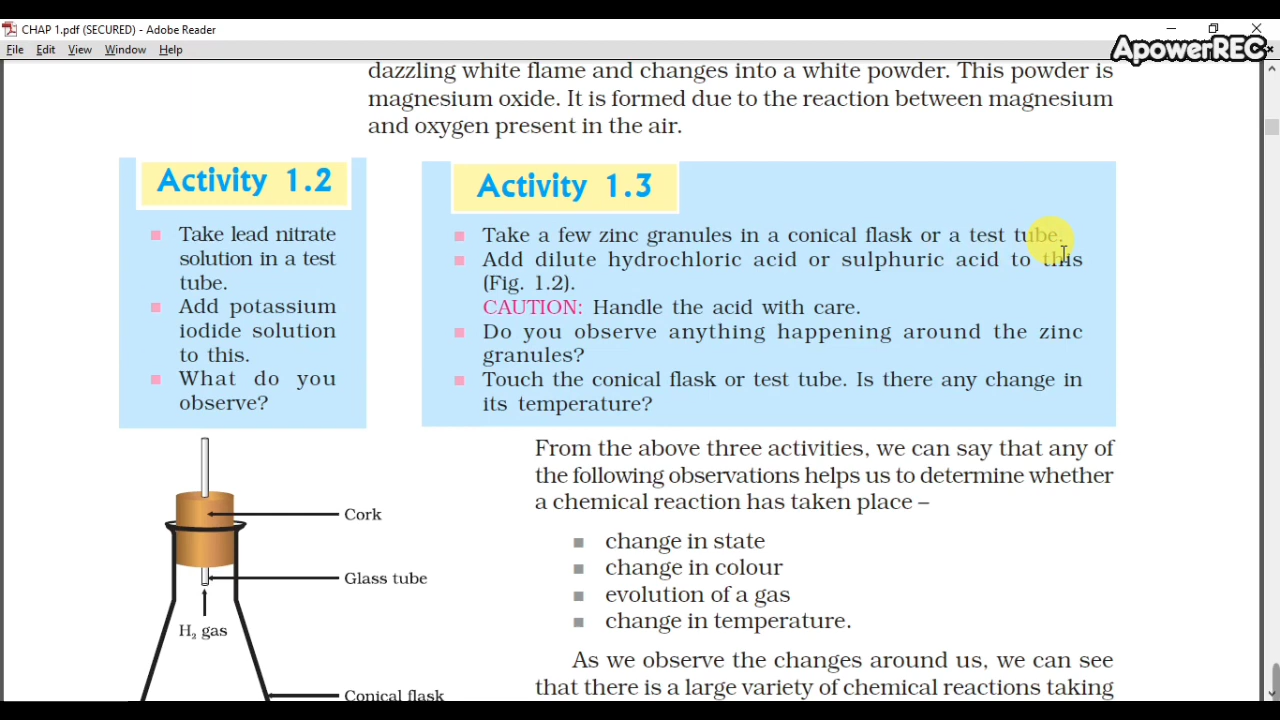 CHAP 1.pdf (SECURED) - Adobe Reader
File Edit View Window Help
ApowerREC
dazzling white flame and changes into a white powder. This powder is
magnesium oxide. It is formed due to the reaction between magnesium
and oxygen present in the air.
Activity 1.2
Take lead nitrate
solution in a test
tube.
Add potassium
iodide solution
to this.
What do you
observe?
Activity 1.3
Take a few zinc granules in a conical flask or a test tube.
Add dilute hydrochloric acid or sulphuric acid to this
(Fig. 1.2).
CAUTION: Handle the acid with care.
Do you observe anything happening around the zinc
granules?
Touch the conical flask or test tube. Is there any change in
its temperature?
Cork
Glass tube
H₂ gas
Conical flask
From the above three activities, we can say that any of
the following observations helps us to determine whether
a chemical reaction has taken place –
change in state
change in colour
evolution of a gas
change in temperature.
As we observe the changes around us, we can see
that there is a large variety of chemical reactions taking